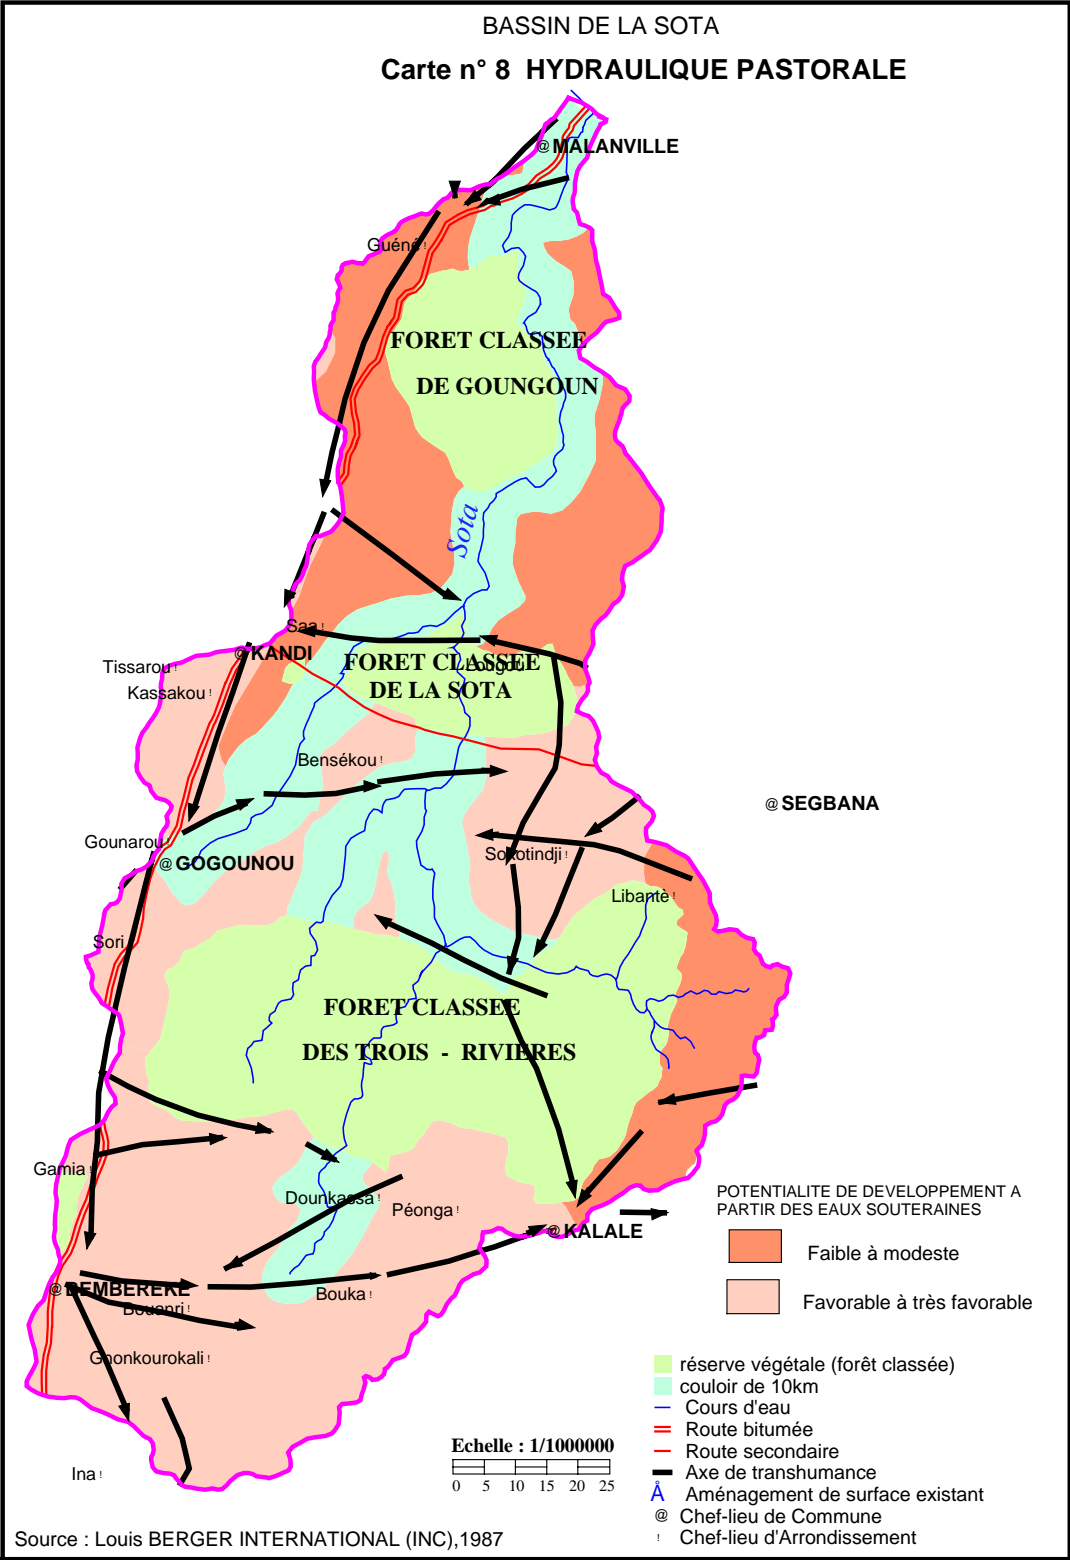 BASSIN DE LA SOTA
Carte n° 8 HYDRAULIQUE PASTORALE
@ MALANVILLE
Guéné !
FORET CLASSEE
DE GOUNGOUN
Sota
Saa !
@ KANDI
Tissarou !
Kassakou !
FORET CLASSEE
DE LA SOTA
Bensékou !
@ SEGBANA
Gounarou !
@ GOGOUNOU
Sokotindji !
Libantè !
Sori !
FORET CLASSEE
DES TROIS - RIVIERES
Gamia !
Dounkassa !
Péonga !
@ KALALE
@ BEMBEREKE
Bouanri !
Bouka !
Gnonkourokali !
Ina !
POTENTIALITE DE DEVELOPPEMENT A
PARTIR DES EAUX SOUTERAINES
Faible à modeste
Favorable à très favorable
réserve végétale (forêt classée)
couloir de 10km
Cours d'eau
Route bitumée
Route secondaire
Axe de transhumance
Å Aménagement de surface existant
@ Chef-lieu de Commune
! Chef-lieu d'Arrondissement
Echelle : 1/1000000
0 5 10 15 20 25
Source : Louis BERGER INTERNATIONAL (INC),1987